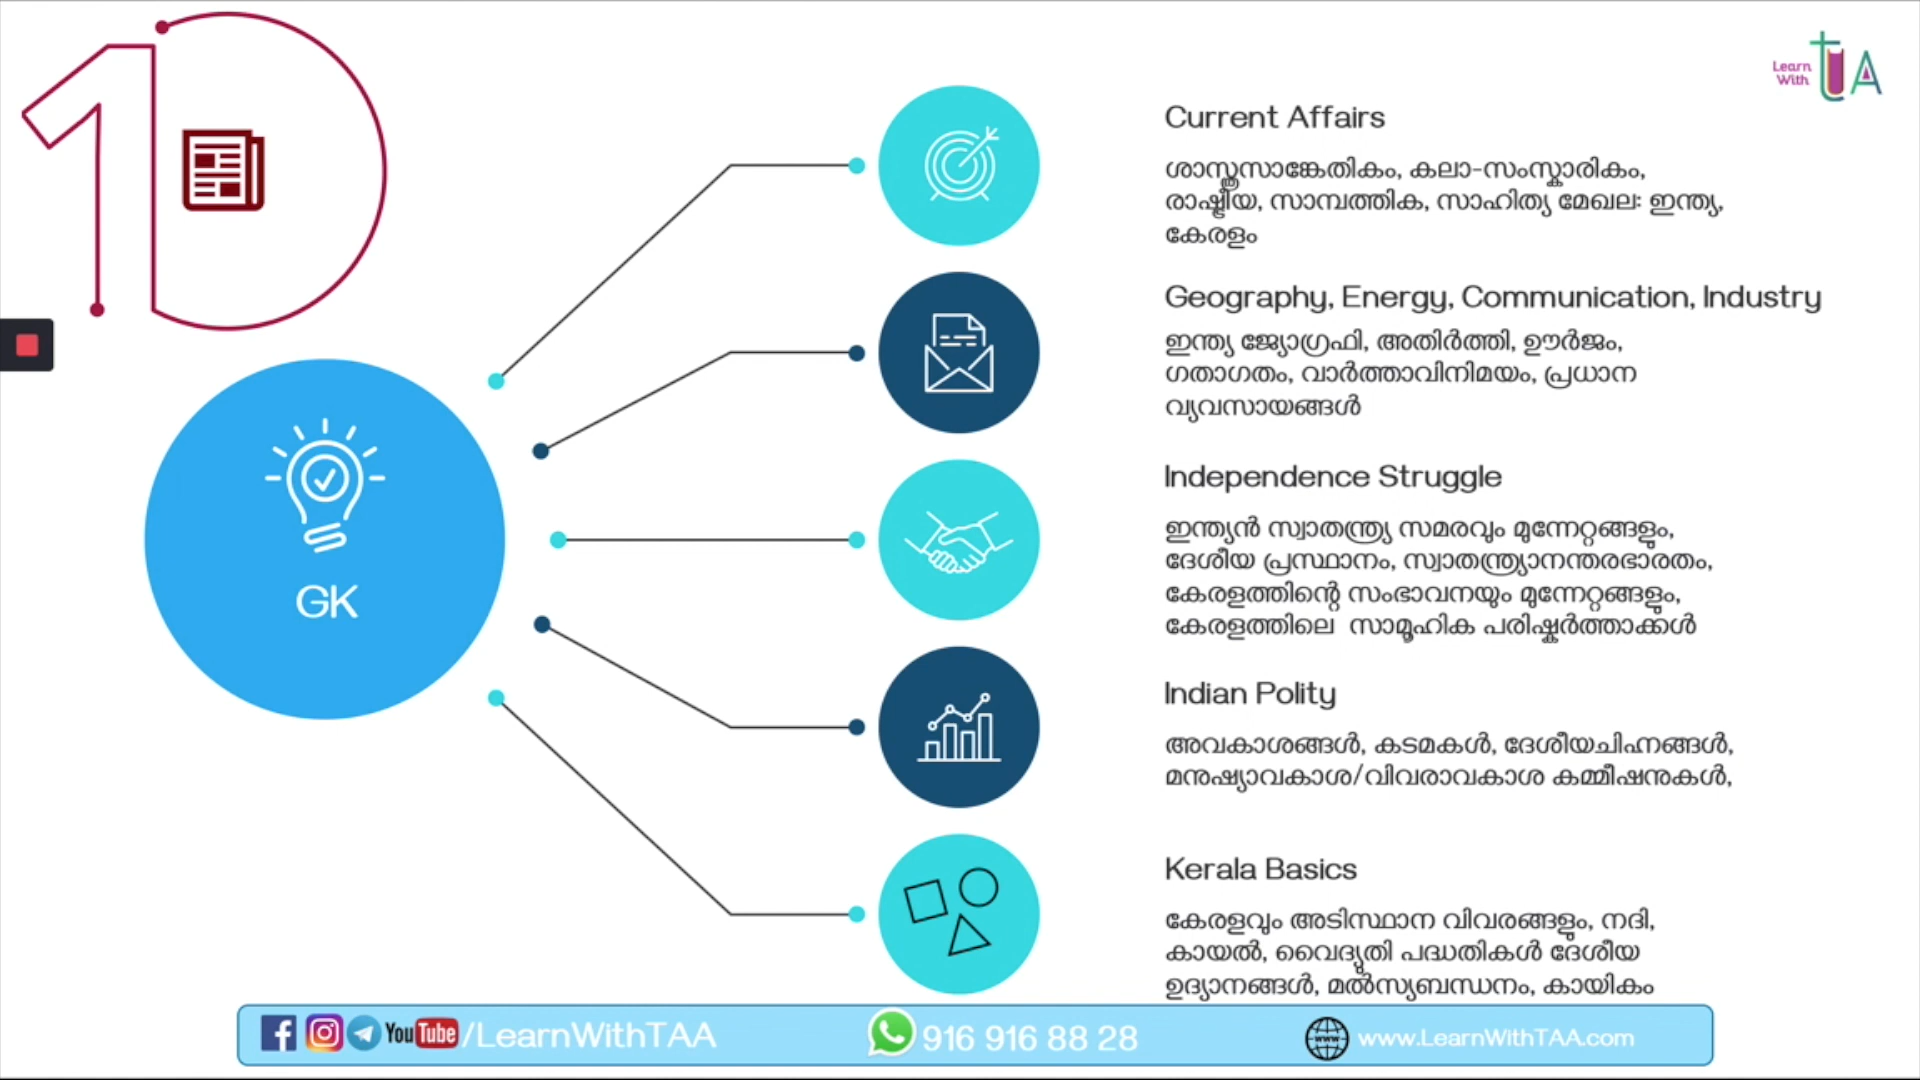 10
Learn
With
tUA
Current Affairs
ശാസ്ത്രസാങ്കേതികം, കലാ-സംസ്കാരികം,
രാഷ്ട്രീയ, സാമ്പത്തിക, സാഹിത്യ മേഖല: ഇന്ത്യ,
കേരളം
Geography, Energy, Communication, Industry
ഇന്ത്യ ജ്യോഗ്രഫി, അതിർത്തി, ഊർജം,
ഗതാഗതം, വാർത്താവിനിമയം, പ്രധാന
വ്യവസായങ്ങൾ
Independence Struggle
ഇന്ത്യൻ സ്വാതന്ത്ര്യ സമരവും മുന്നേറ്റങ്ങളും,
ദേശീയ പ്രസ്ഥാനം, സ്വാതന്ത്ര്യാനന്തരഭാരതം,
കേരളത്തിന്റെ സംഭാവനയും മുന്നേറ്റങ്ങളും,
കേരളത്തിലെ സാമൂഹിക പരിഷ്കർത്താക്കൾ
GK
Indian Polity
അവകാശങ്ങൾ, കടമകൾ, ദേശീയചിഹ്നങ്ങൾ,
മനുഷ്യാവകാശ/വിവരാവകാശ കമ്മീഷനുകൾ,
Kerala Basics
കേരളവും അടിസ്ഥാന വിവരങ്ങളും, നദി,
കായൽ, വൈദ്യുതി പദ്ധതികൾ ദേശീയ
ഉദ്യാനങ്ങൾ, മൽസ്യബന്ധനം, കായികം
YouTube /LearnWithTAA
916 916 88 28
www www.LearnWithTAA.com